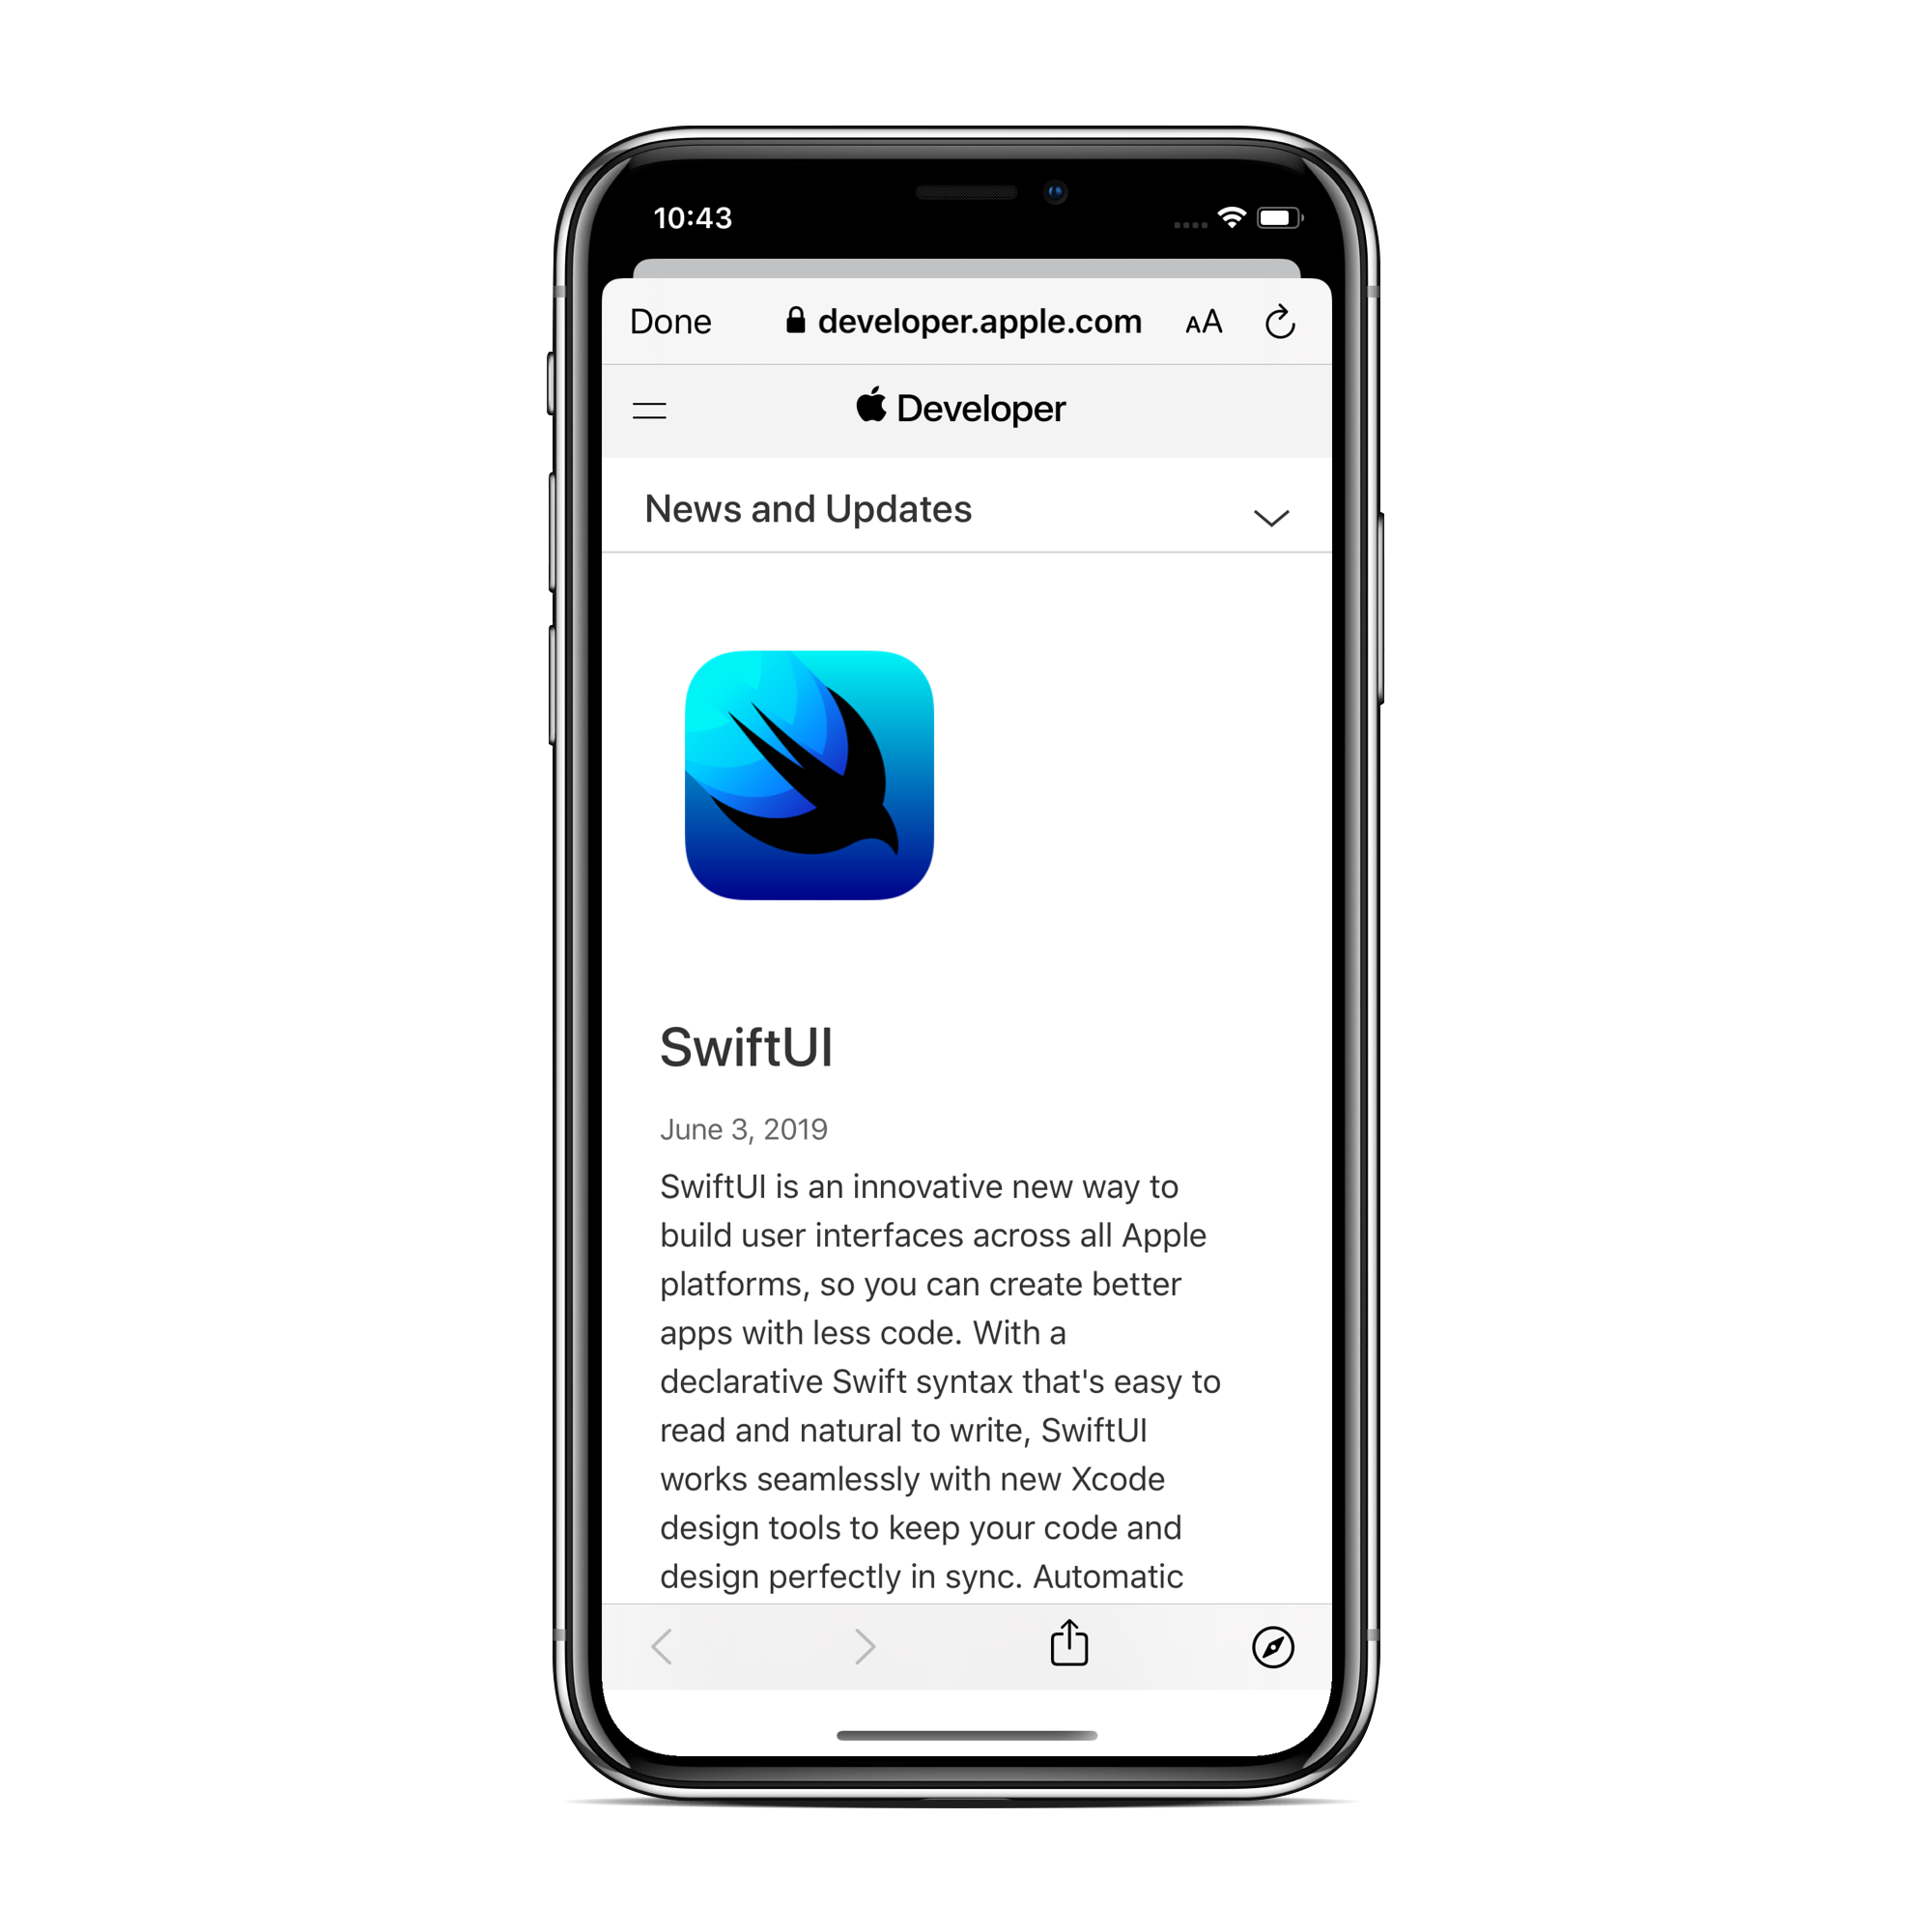 10:43
Done developer.apple.com AA
Developer
News and Updates
SwiftUI
June 3, 2019
SwiftUI is an innovative new way to
build user interfaces across all Apple
platforms, so you can create better
apps with less code. With a
declarative Swift syntax that's easy to
read and natural to write, SwiftUI
works seamlessly with new Xcode
design tools to keep your code and
design perfectly in sync. Automatic